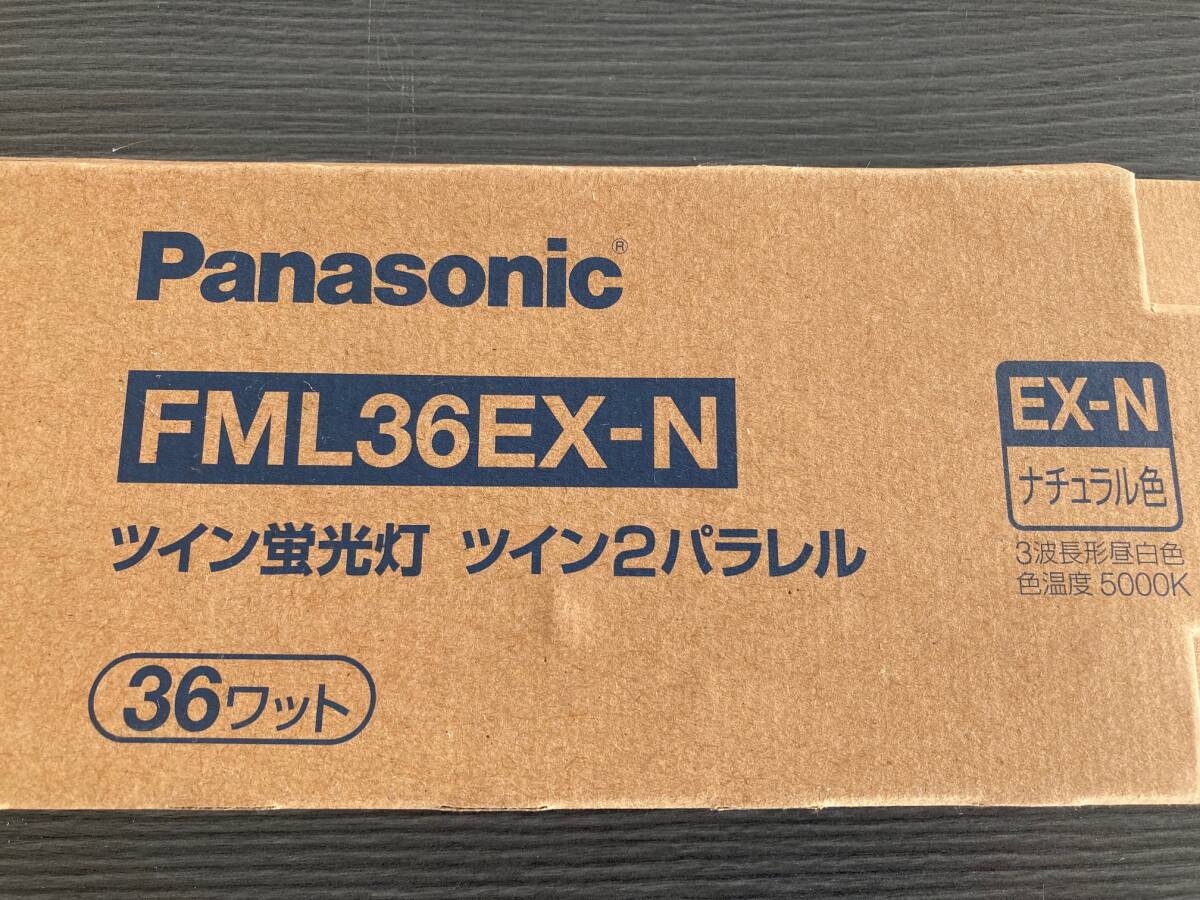 Panasonic®
FML36EX-N
ツイン蛍光灯 ツイン2パラレル
36ワット
EX-N
ナチュラル色
3波長形昼白色
色温度 5000K